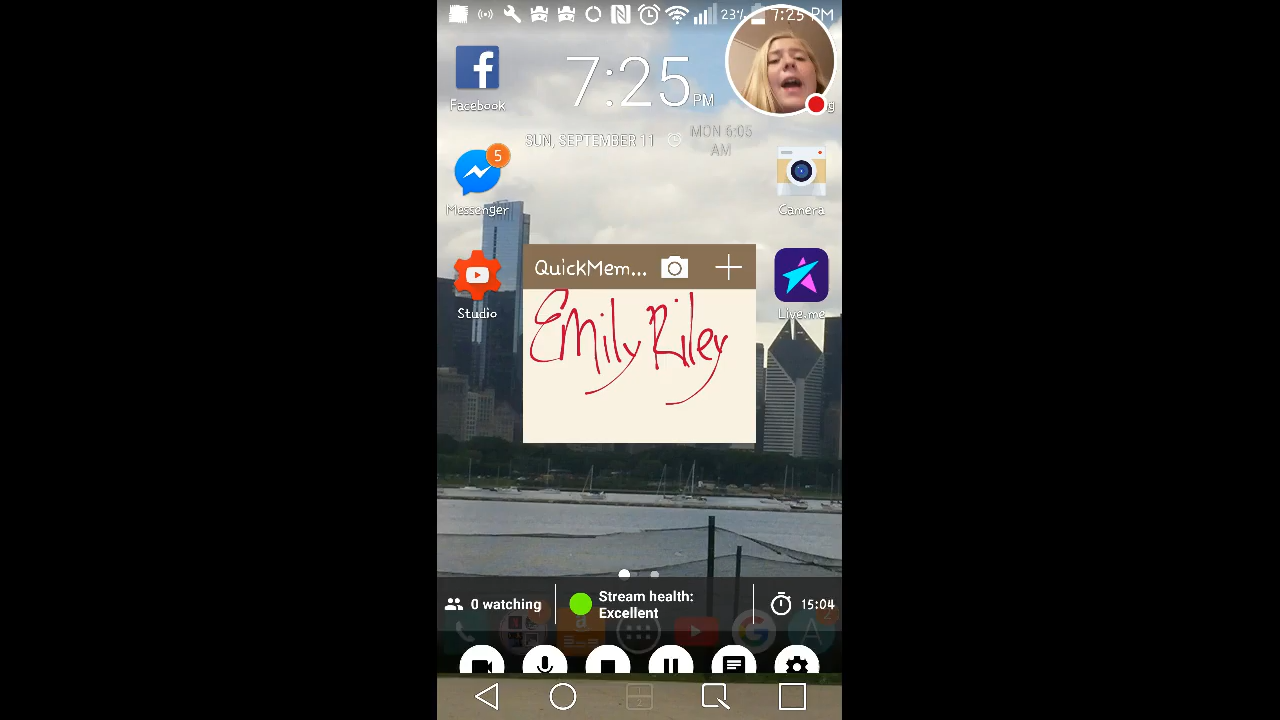 23% 7:25 PM
7:25 PM
SUN, SEPTEMBER 11 MON 6:05 AM
Facebook
5
Messenger
Camera
Studio
Live.me
QuickMem...
Emily Riley
0 watching
Stream health: Excellent
15:04